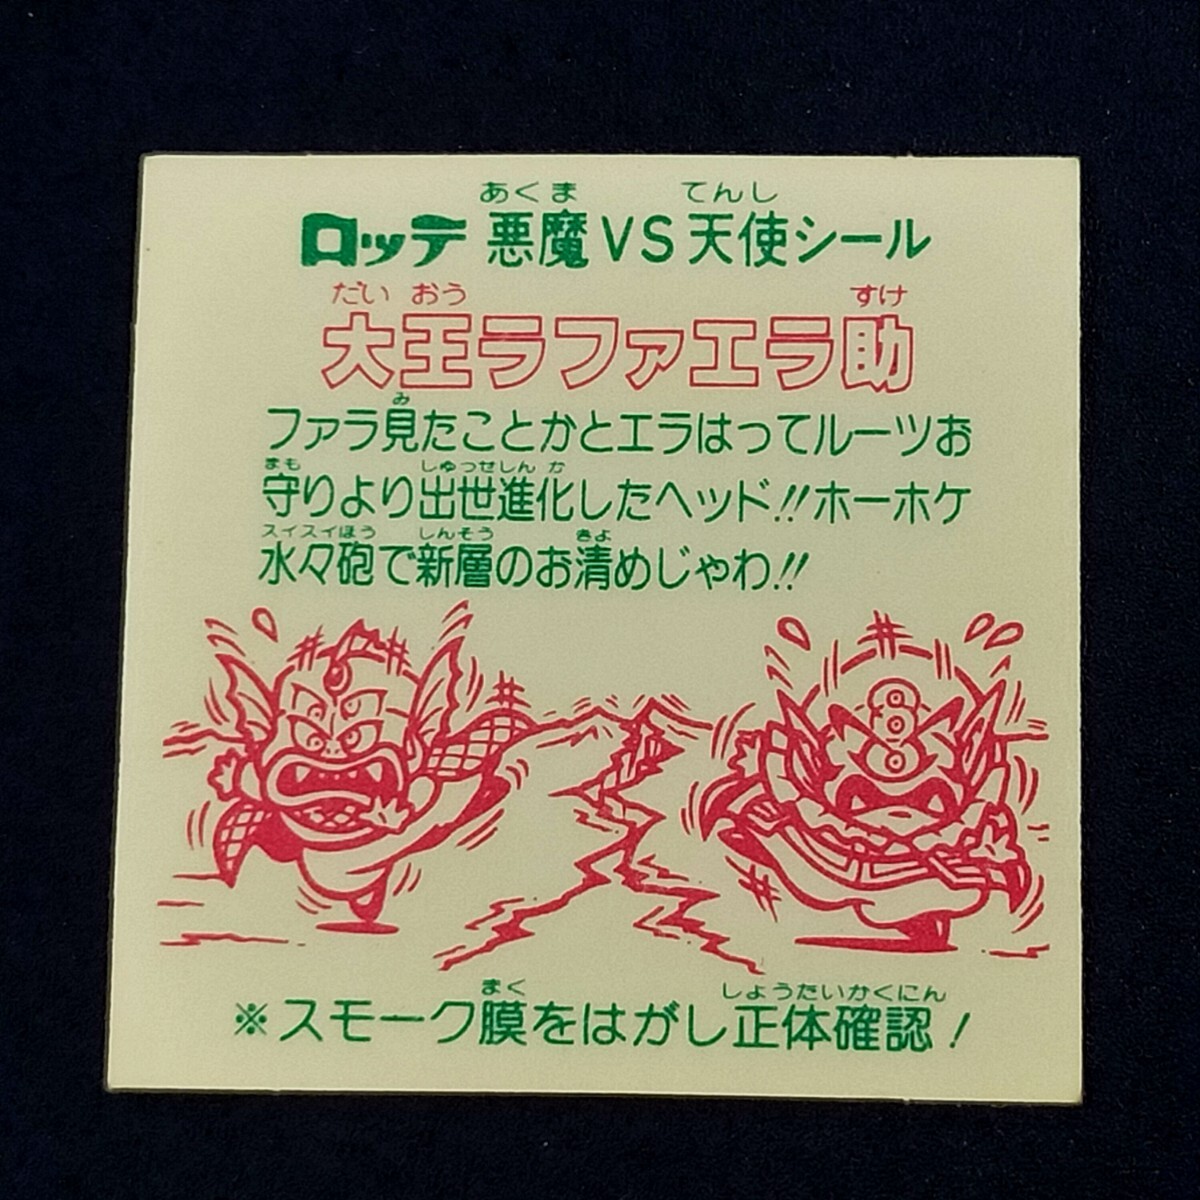 あくま てんし
ロッテ 悪魔VS天使シール
だい おう すけ
大王ラファエラ助
み
ファラ見たことかとエラはってルーツお
まも しゅつせしんか
守りより出世進化したヘッド!!ホーホケ
スイスイほう しんそう きよ
水々砲で新層のお清めじゃわ!!
まく しょうたいかくにん
※スモーク膜をはがし正体確認!